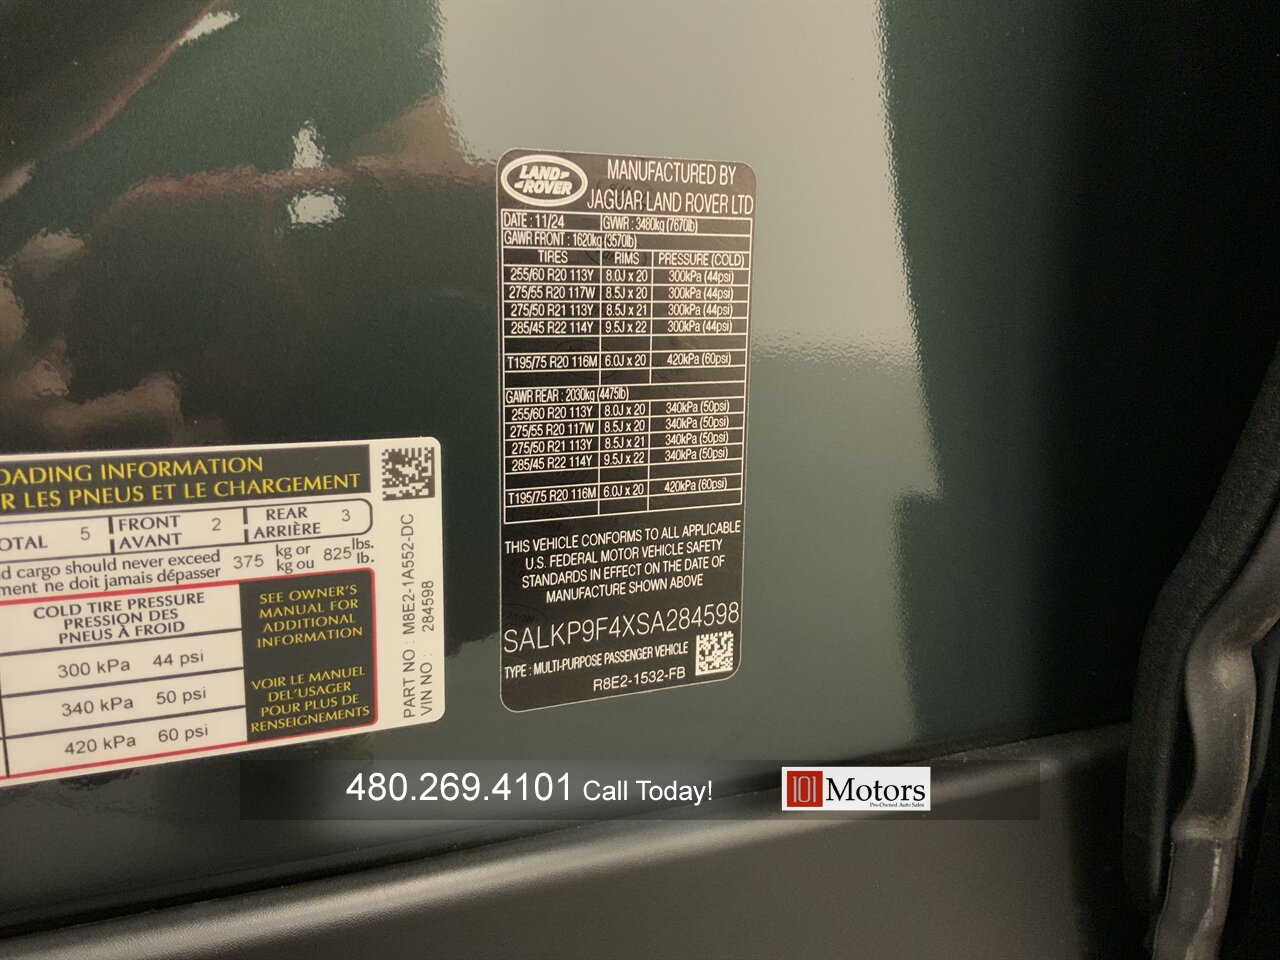 LAND-
-ROVER
MANUFACTURED BY
JAGUAR LAND ROVER LTD
DATE : 11/24 GVWR : 3480kg (7670lb)
GAWR FRONT : 1620kg (3570lb)
TIRES RIMS PRESSURE (COLD)
255/60 R20 113Y 8.0J x 20 300kPa (44psi)
275/55 R20 117W 8.5J x 20 300kPa (44psi)
275/50 R21 113Y 8.5J x 21 300kPa (44psi)
285/45 R22 114Y 9.5J x 22 300kPa (44psi)
T195/75 R20 116M 6.0J x 20 420kPa (60psi)
GAWR REAR : 2030kg (4475lb)
255/60 R20 113Y 8.0J x 20 340kPa (50psi)
275/55 R20 117W 8.5J x 20 340kPa (50psi)
275/50 R21 113Y 8.5J x 21 340kPa (50psi)
285/45 R22 114Y 9.5J x 22 340kPa (50psi)
T195/75 R20 116M 6.0J x 20 420kPa (60psi)
THIS VEHICLE CONFORMS TO ALL APPLICABLE
U.S. FEDERAL MOTOR VEHICLE SAFETY
STANDARDS IN EFFECT ON THE DATE OF
MANUFACTURE SHOWN ABOVE
SALKP9F4XSA284598
TYPE : MULTI-PURPOSE PASSENGER VEHICLE
R8E2-1532-FB
OADING INFORMATION
R LES PNEUS ET LE CHARGEMENT
OTAL 5 FRONT 2 REAR 3
AVANT ARRIÈRE
d cargo should never exceed 375 kg or 825 lbs.
ment ne doit jamais dépasser kg ou lb.
COLD TIRE PRESSURE
PRESSION DES
PNEUS À FROID
300 kPa 44 psi
340 kPa 50 psi
420 kPa 60 psi
SEE OWNER'S
MANUAL FOR
ADDITIONAL
INFORMATION
VOIR LE MANUEL
DEL'USAGER
POUR PLUS DE
RENSEIGNEMENTS
PART NO : M8E2-1A552-DC
VIN NO : 284598
480.269.4101 Call Today!
101 Motors
Pre-Owned Auto Sales